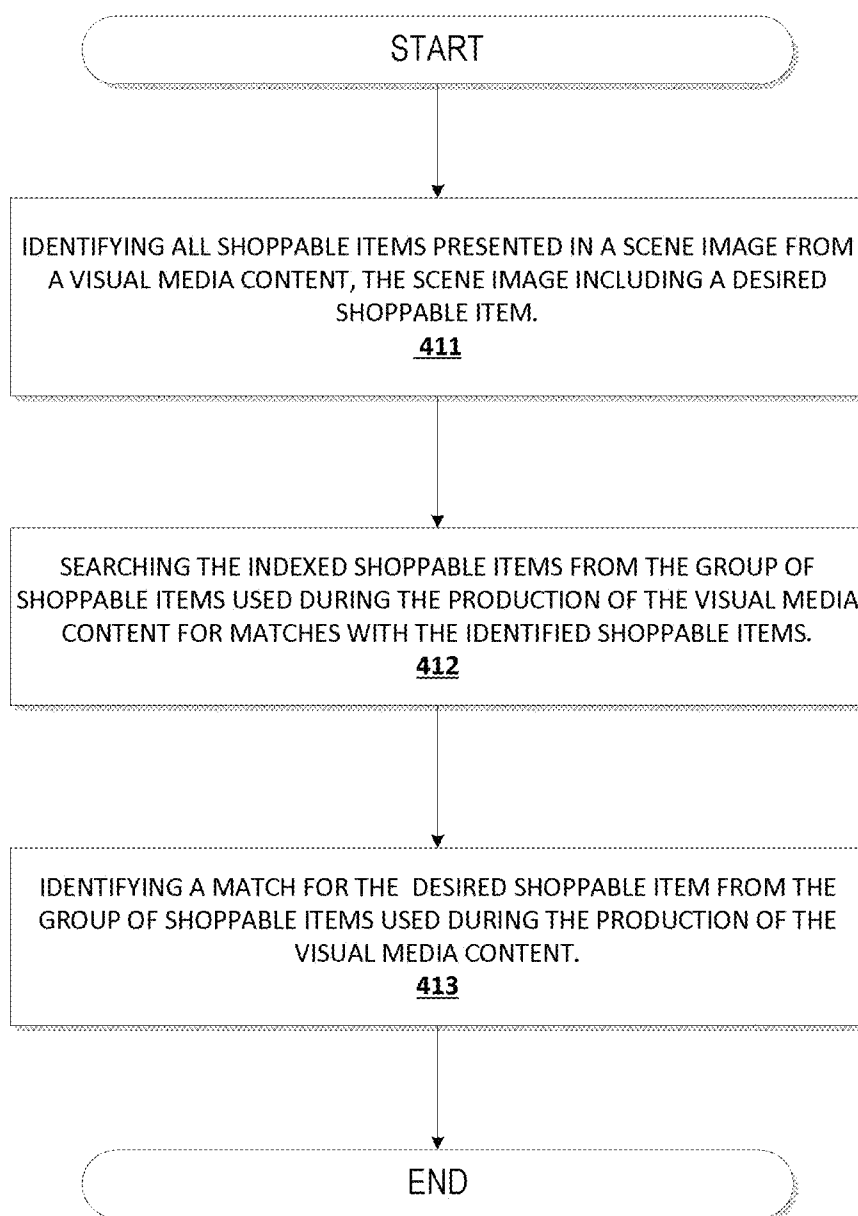 START
IDENTIFYING ALL SHOPPABLE ITEMS PRESENTED IN A SCENE IMAGE FROM
A VISUAL MEDIA CONTENT, THE SCENE IMAGE INCLUDING A DESIRED
SHOPPABLE ITEM.
411
SEARCHING THE INDEXED SHOPPABLE ITEMS FROM THE GROUP OF
SHOPPABLE ITEMS USED DURING THE PRODUCTION OF THE VISUAL MEDIA
CONTENT FOR MATCHES WITH THE IDENTIFIED SHOPPABLE ITEMS.
412
IDENTIFYING A MATCH FOR THE DESIRED SHOPPABLE ITEM FROM THE
GROUP OF SHOPPABLE ITEMS USED DURING THE PRODUCTION OF THE
VISUAL MEDIA CONTENT.
413
END